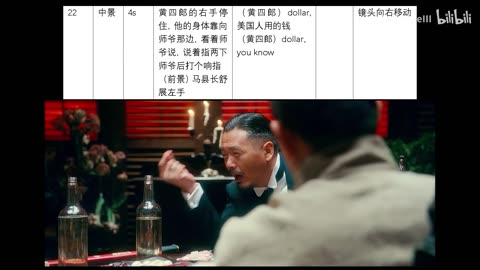 eIII bilibili
22 中景 4s 黄四郎的右手停 （黄四郎）dollar, 镜头向右移动
住，他的身体靠向 美国人用的钱
师爷那边，看着师 （黄四郎）dollar,
爷说，说着指两下 you know
师爷后打个响指
（前景）马县长舒
展左手